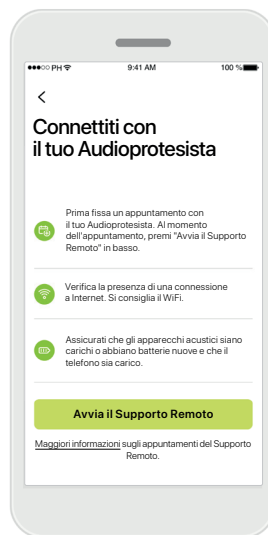 PH 9:41 AM 100 %
Connettiti con
il tuo Audioprotesista
Prima fissa un appuntamento con
il tuo Audioprotesista. Al momento
dell'appuntamento, premi "Avvia il Supporto
Remoto" in basso.
Verifica la presenza di una connessione
a Internet. Si consiglia il WiFi.
Assicurati che gli apparecchi acustici siano
carichi o abbiano batterie nuove e che il
telefono sia carico.
Avvia il Supporto Remoto
Maggiori informazioni sugli appuntamenti del Supporto
Remoto.